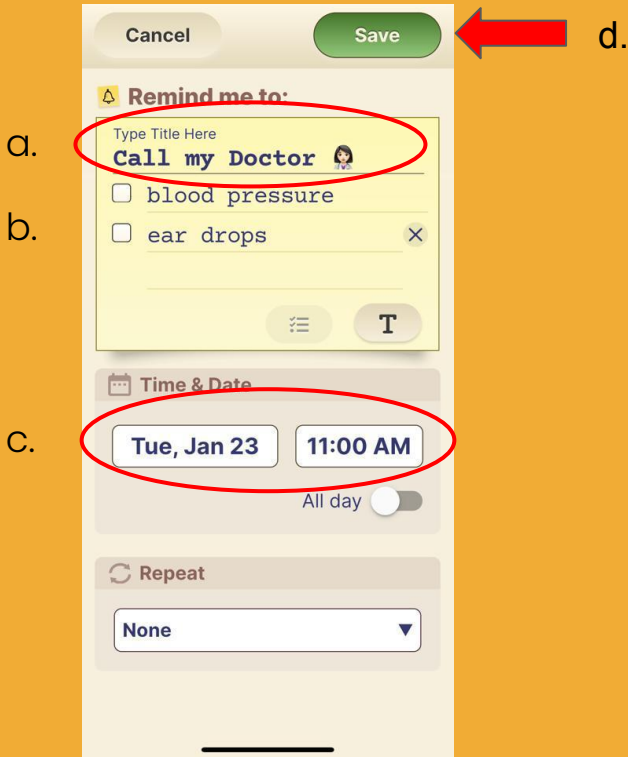 Cancel
Save
d.
Remind me to:
a.
Type Title Here
Call my Doctor 👩🏻‍⚕️
blood pressure
b.
ear drops
T
Time & Date
c.
Tue, Jan 23
11:00 AM
All day
Repeat
None